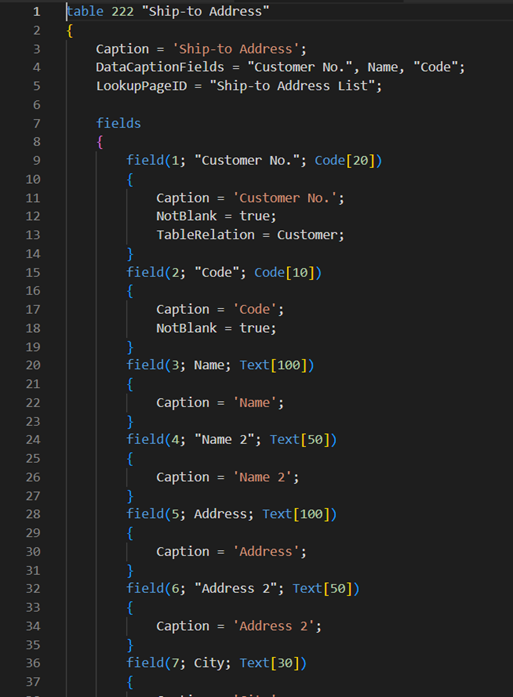 1 table 222 "Ship-to Address"
2 {
3 Caption = 'Ship-to Address';
4 DataCaptionFields = "Customer No.", Name, "Code";
5 LookupPageID = "Ship-to Address List";
6
7 fields
8 {
9 field(1; "Customer No."; Code[20])
10 {
11 Caption = 'Customer No.';
12 NotBlank = true;
13 TableRelation = Customer;
14 }
15 field(2; "Code"; Code[10])
16 {
17 Caption = 'Code';
18 NotBlank = true;
19 }
20 field(3; Name; Text[100])
21 {
22 Caption = 'Name';
23 }
24 field(4; "Name 2"; Text[50])
25 {
26 Caption = 'Name 2';
27 }
28 field(5; Address; Text[100])
29 {
30 Caption = 'Address';
31 }
32 field(6; "Address 2"; Text[50])
33 {
34 Caption = 'Address 2';
35 }
36 field(7; City; Text[30])
37 {